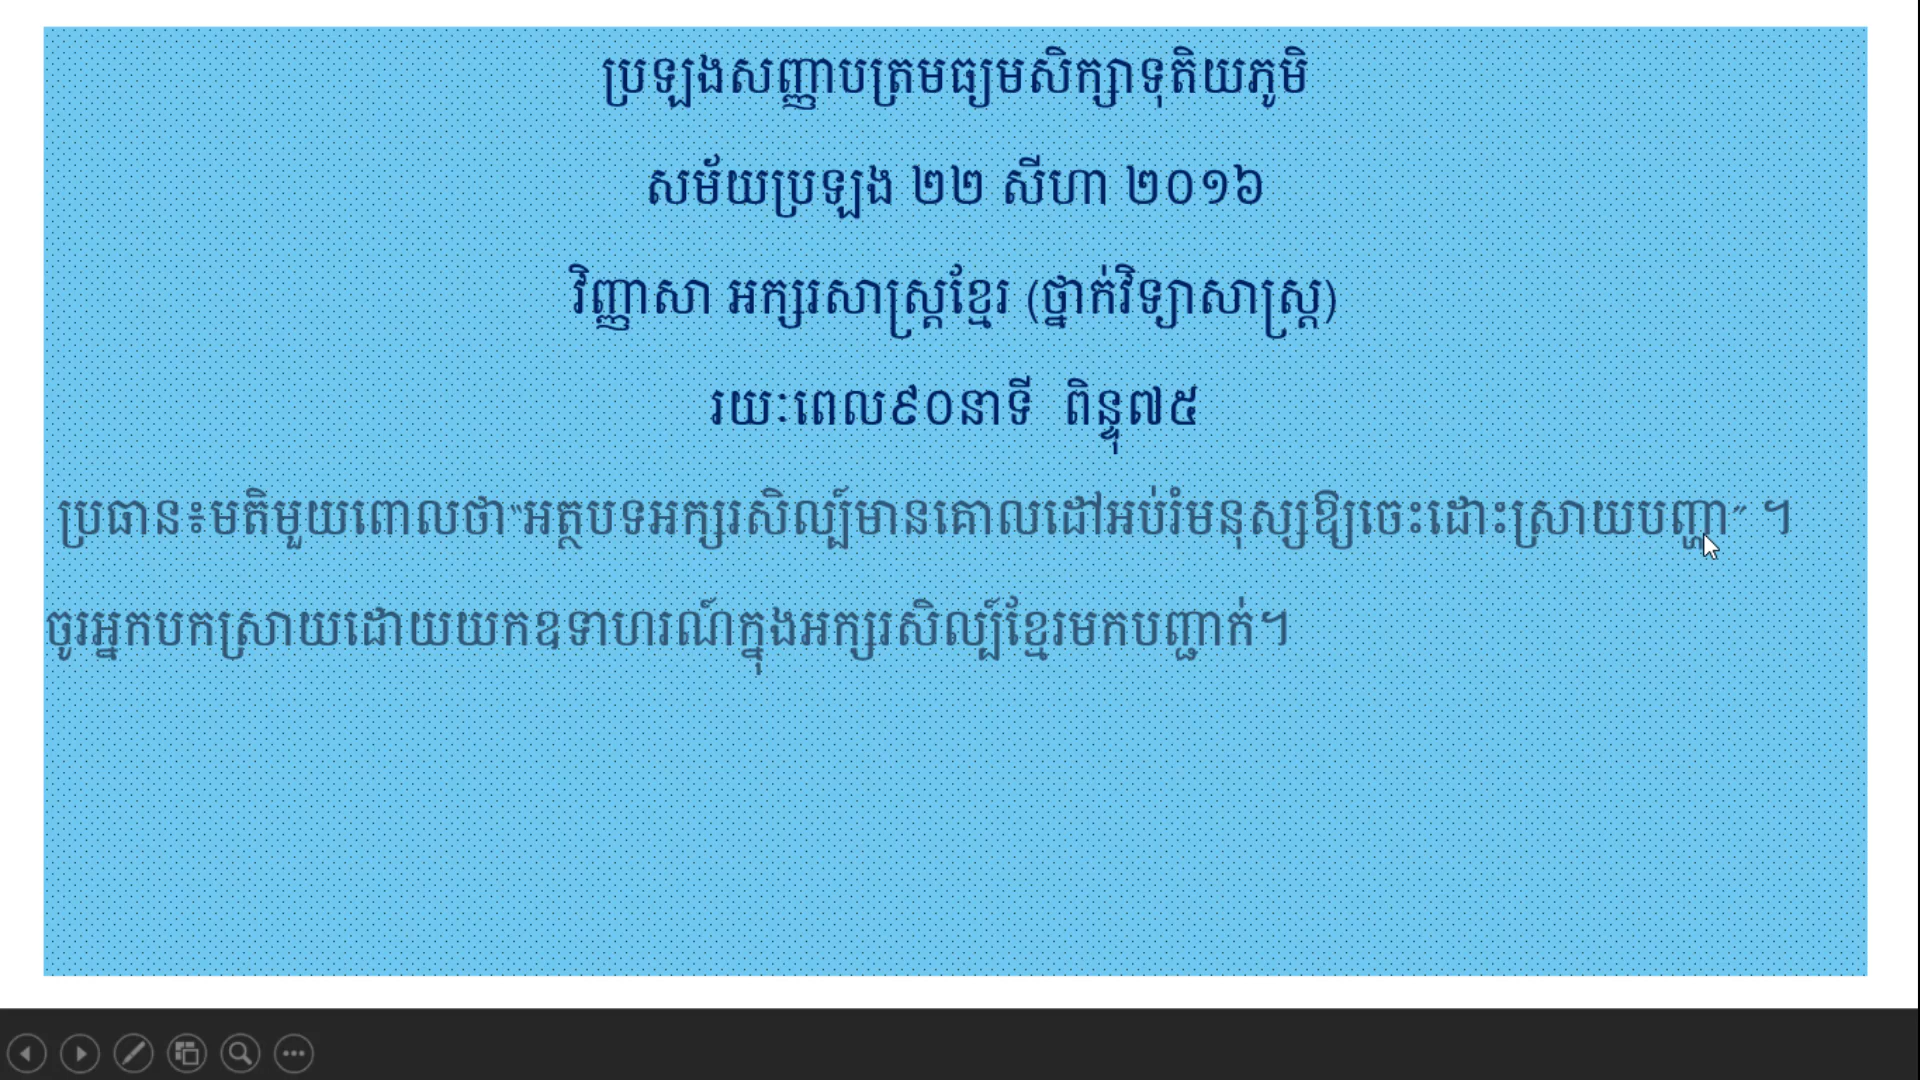 ប្រឡងសញ្ញាបត្រមធ្យមសិក្សាទុតិយភូមិ
សម័យប្រឡង ២២ សីហា ២០១៦
វិញ្ញាសា អក្សរសាស្ត្រខ្មែរ (ថ្នាក់វិទ្យាសាស្ត្រ)
រយៈពេល៩០នាទី ពិន្ទុ៧៥
ប្រធាន៖មតិមួយពោលថា“អត្ថបទអក្សរសិល្ប៍មានគោលដៅអប់រំមនុស្សឱ្យចេះដោះស្រាយបញ្ហា” ។
ចូរអ្នកបកស្រាយដោយយកឧទាហរណ៍ក្នុងអក្សរសិល្ប៍ខ្មែរមកបញ្ជាក់។